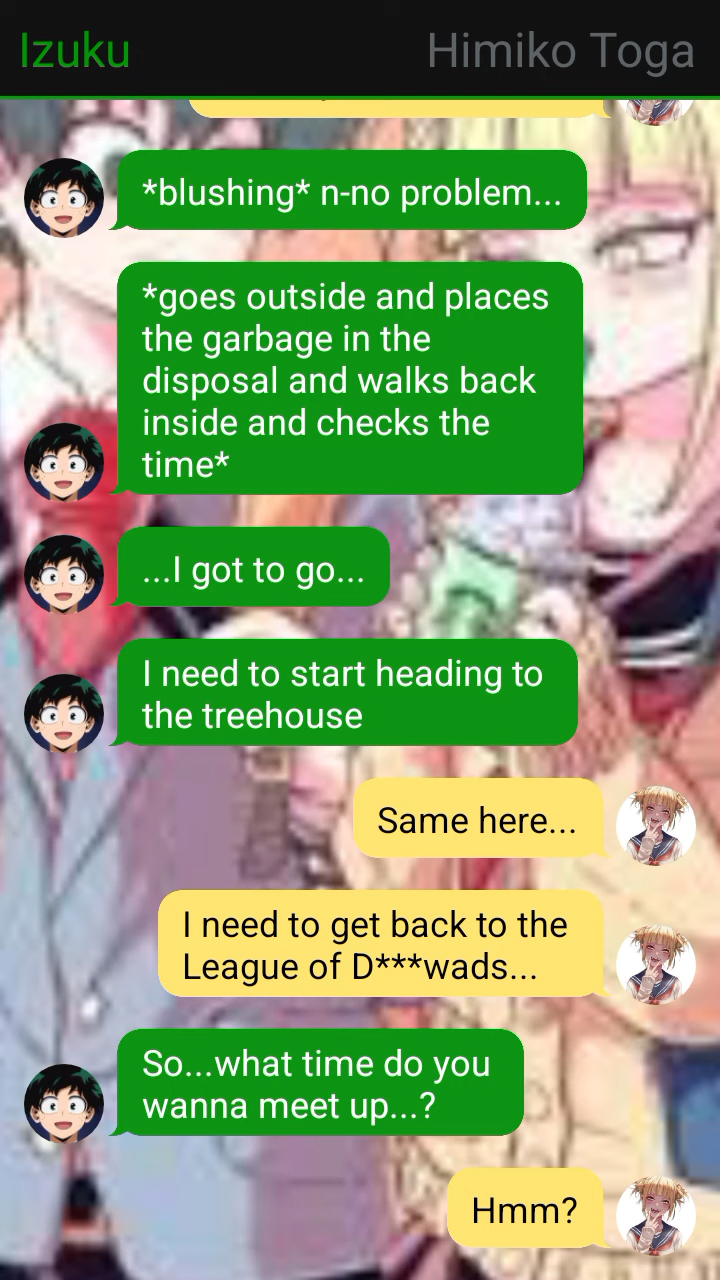 Izuku
Himiko Toga
*blushing* n-no problem...
*goes outside and places
the garbage in the
disposal and walks back
inside and checks the
time*
...I got to go...
I need to start heading to
the treehouse
Same here...
I need to get back to the
League of D***wads...
So...what time do you
wanna meet up...?
Hmm?